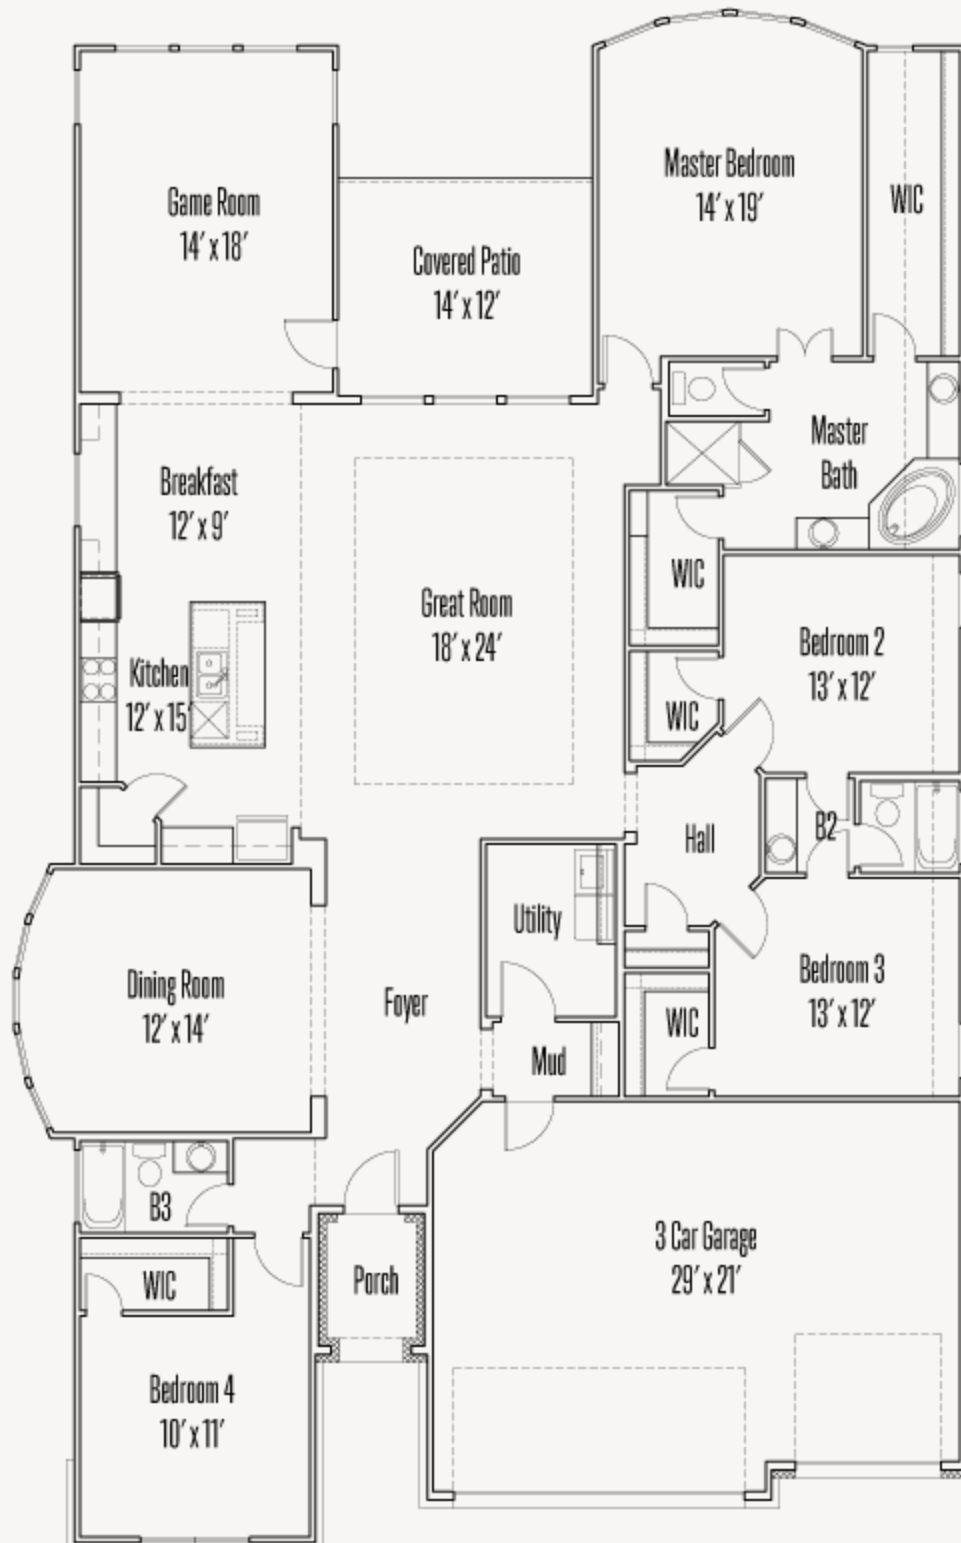 Game Room
14' x 18'
Covered Patio
14' x 12'
Master Bedroom
14' x 19'
WIC
Breakfast
12' x 9'
Master
Bath
Great Room
18' x 24'
WIC
Bedroom 2
13' x 12'
Kitchen
12' x 15'
WIC
Hall
B2
Utility
Dining Room
12' x 14'
Foyer
Bedroom 3
13' x 12'
WIC
Mud
B3
3 Car Garage
29' x 21'
WIC
Porch
Bedroom 4
10' x 11'